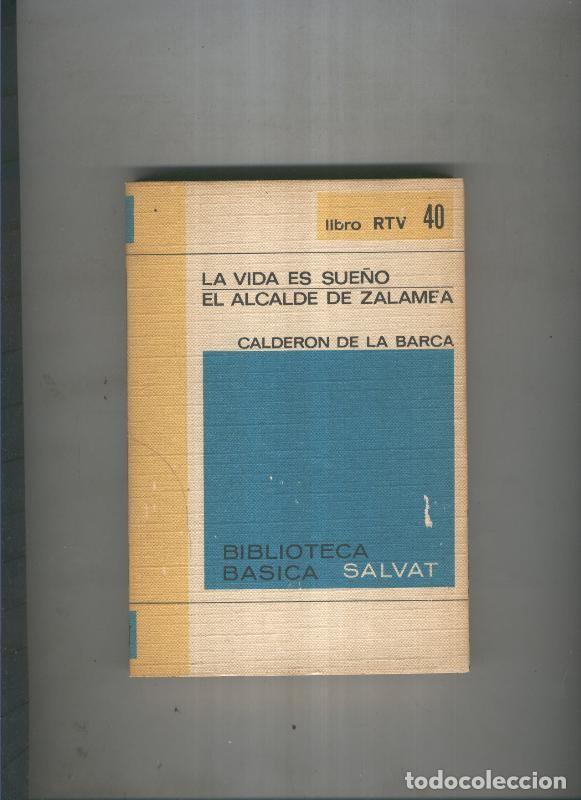 libro RTV 40
LA VIDA ES SUEÑO
EL ALCALDE DE ZALAMEA
CALDERON DE LA BARCA
BIBLIOTECA
BASICA SALVAT
todocoleccion